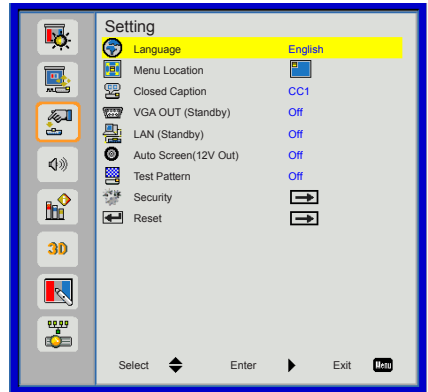 Setting
Language English
Menu Location
Closed Caption CC1
VGA OUT (Standby) Off
LAN (Standby) Off
Auto Screen(12V Out) Off
Test Pattern Off
Security
Reset
3D
Select Enter Exit Menu